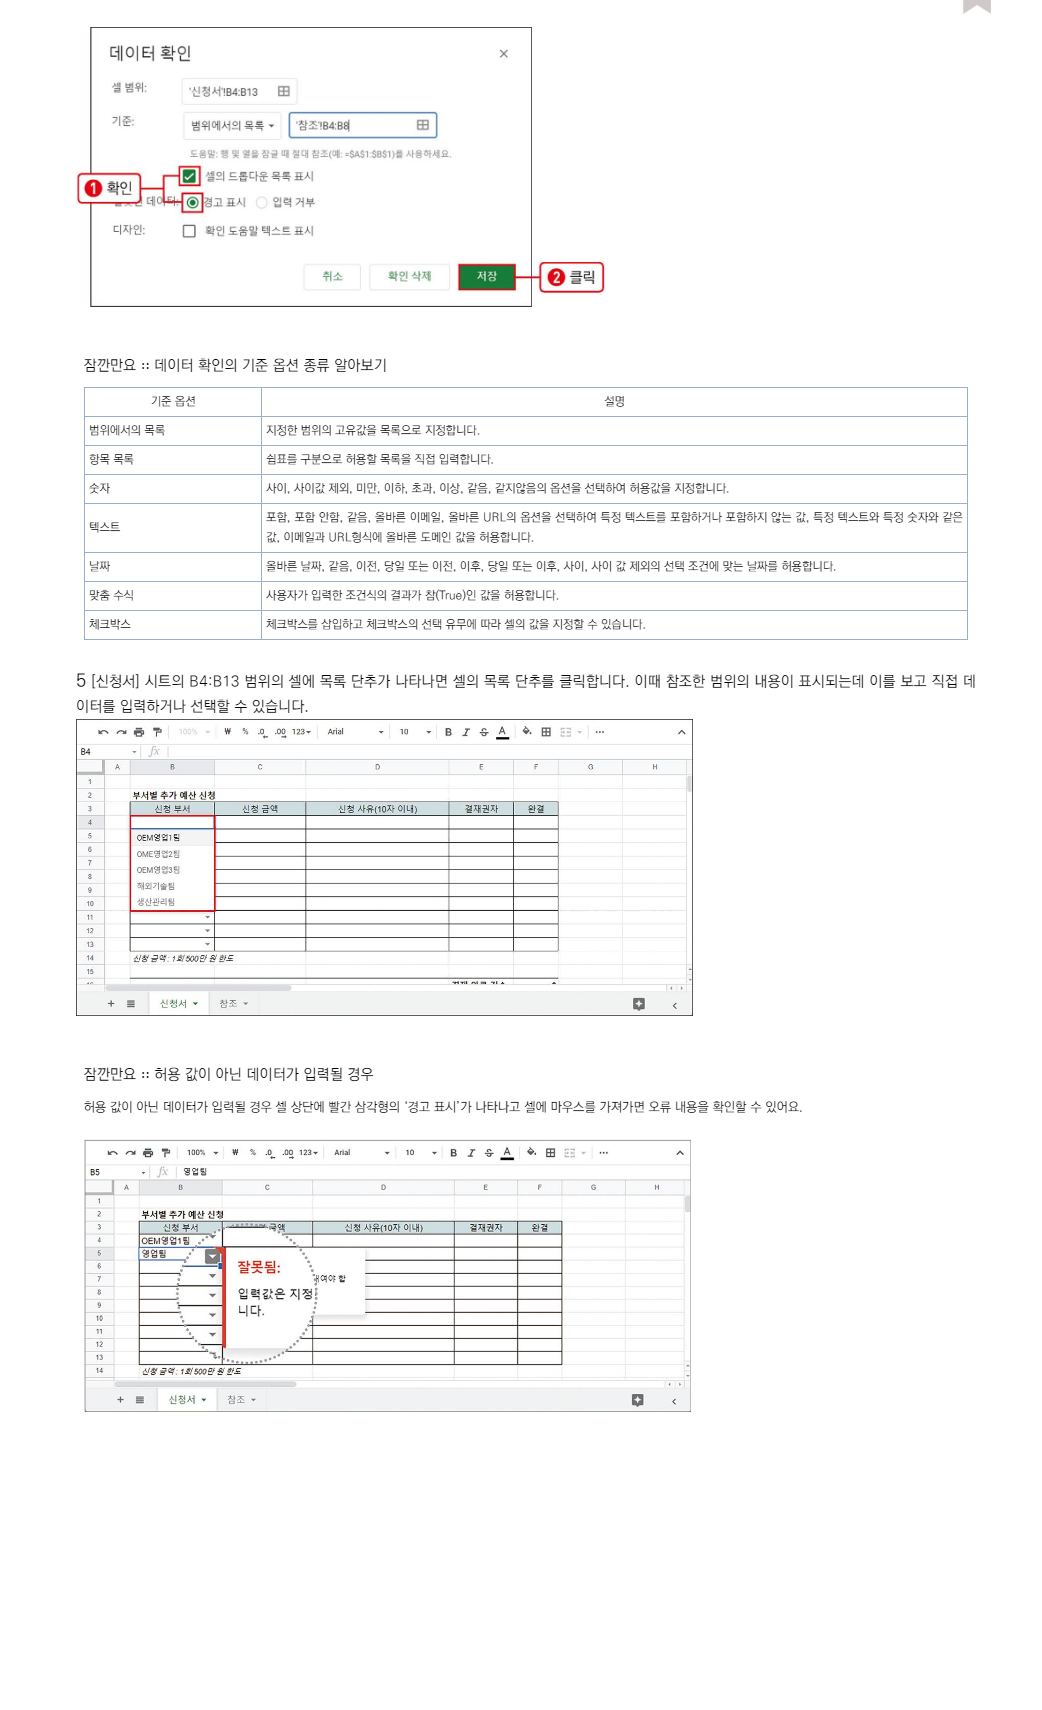 데이터 확인 ×
셀 범위: '신청서'!B4:B13
기준: 범위에서의 목록 '참조'!B4:B8
도움말: 행 및 열을 잠글 때 절대 참조(예: =$A$1:$B$1)를 사용하세요.
셀의 드롭다운 목록 표시
1 확인
데이터: 경고 표시 입력 거부
디자인: 확인 도움말 텍스트 표시
취소 확인 삭제 저장 2 클릭
잠깐만요 :: 데이터 확인의 기준 옵션 종류 알아보기
기준 옵션 설명
범위에서의 목록 지정한 범위의 고유값을 목록으로 지정합니다.
항목 목록 쉼표를 구분으로 허용할 목록을 직접 입력합니다.
숫자 사이, 사이값 제외, 미만, 이하, 초과, 이상, 같음, 같지않음의 옵션을 선택하여 허용값을 지정합니다.
텍스트 포함, 포함 안함, 같음, 올바른 이메일, 올바른 URL의 옵션을 선택하여 특정 텍스트를 포함하거나 포함하지 않는 값, 특정 텍스트와 특정 숫자와 같은
값, 이메일과 URL형식에 올바른 도메인 값을 허용합니다.
날짜 올바른 날짜, 같음, 이전, 당일 또는 이전, 이후, 당일 또는 이후, 사이, 사이 값 제외의 선택 조건에 맞는 날짜를 허용합니다.
맞춤 수식 사용자가 입력한 조건식의 결과가 참(True)인 값을 허용합니다.
체크박스 체크박스를 삽입하고 체크박스의 선택 유무에 따라 셀의 값을 지정할 수 있습니다.
5 [신청서] 시트의 B4:B13 범위의 셀에 목록 단추가 나타나면 셀의 목록 단추를 클릭합니다. 이때 참조한 범위의 내용이 표시되는데 이를 보고 직접 데
이터를 입력하거나 선택할 수 있습니다.
100% ₩ % .0 .00 123 Arial 10 B I S A
B4 fx
A B C D E F G H
1
2 부서별 추가 예산 신청
3 신청 부서 신청 금액 신청 사유(10자 이내) 결재권자 완결
4
5 OEM영업1팀
6 OME영업2팀
7 OEM영업3팀
8 해외기술팀
9 생산관리팀
10
11
12
13
14 신청 금액 : 1회 500만 원 한도
15
+ 신청서 참조
잠깐만요 :: 허용 값이 아닌 데이터가 입력될 경우
허용 값이 아닌 데이터가 입력될 경우 셀 상단에 빨간 삼각형의 '경고 표시'가 나타나고 셀에 마우스를 가져가면 오류 내용을 확인할 수 있어요.
100% ₩ % .0 .00 123 Arial 10 B I S A
B5 fx 영업팀
A B C D E F G H
1
2 부서별 추가 예산 신청
3 신청 부서 금액 신청 사유(10자 이내) 결재권자 완결
4 OEM영업1팀
5 영업팀
6 잘못됨:
7 내여야 합
8 입력값은 지정
9 니다.
10
11
12
13
14 신청 금액 : 1회 500만 원 한도
+ 신청서 참조